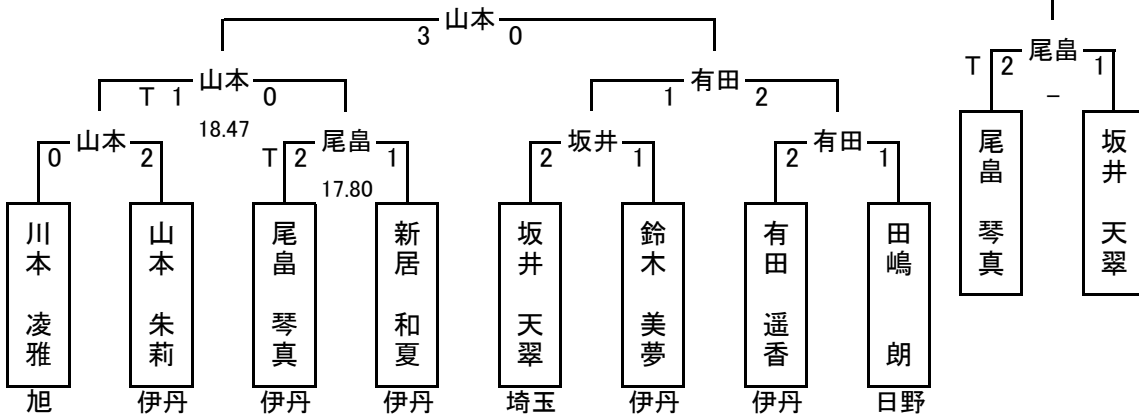 3 山本 0
T 1 山本 0
18.47
1 有田 2
0 山本 2
T 2 尾畠 1
17.80
2 坂井 1
2 有田 1
川本 凌雅
山本 朱莉
尾畠 琴真
新居 和夏
坂井 天翠
鈴木 美夢
有田 遥香
田嶋 朗
旭 伊丹 伊丹 伊丹 埼玉 伊丹 伊丹 日野
T 2 尾畠 1
–
尾畠 琴真
坂井 天翠